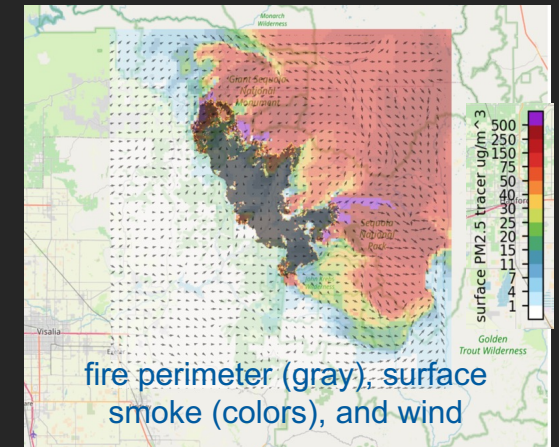 Monarch
Wilderness
Giant Sequoia
National
Monument
Sequoia
National
Park
surface PM2.5 tracer ug/m^3
500
250
150
75
50
40
30
25
20
15
11
7
4
1
Visalia
Golden
Trout Wilderness
fire perimeter (gray), surface
smoke (colors), and wind